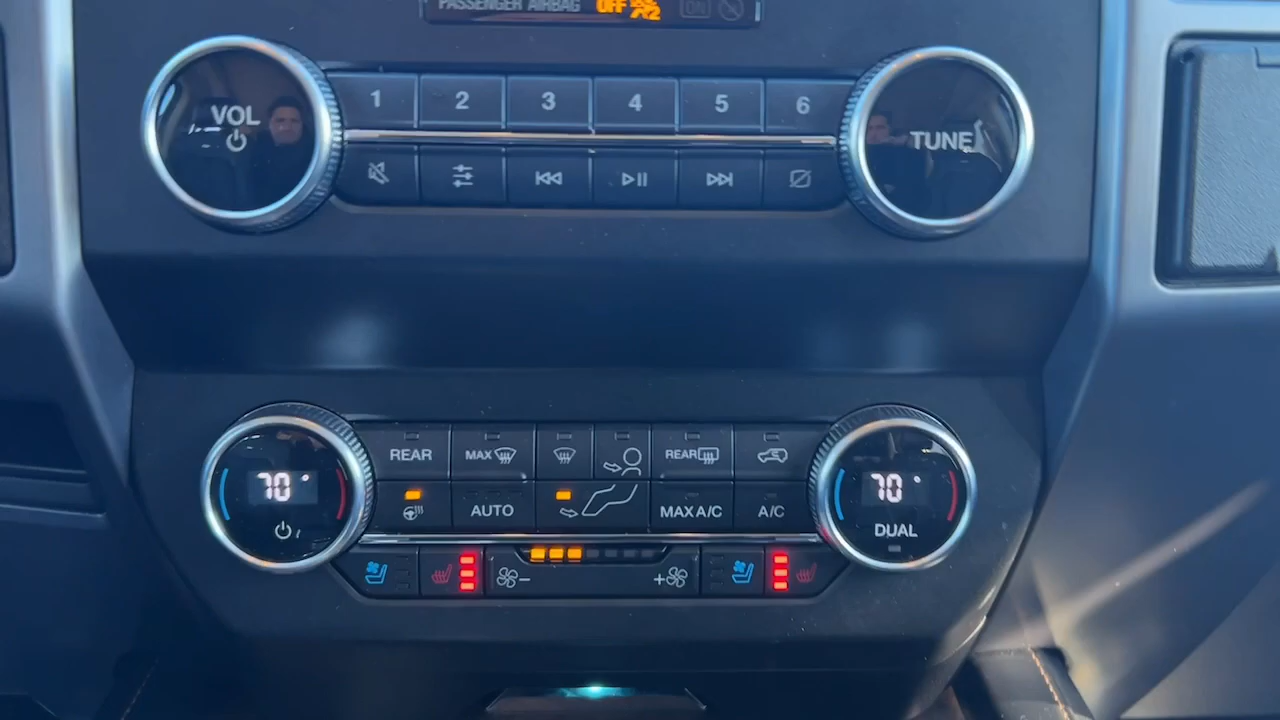 PASSENGER AIRBAG OFF
VOL
1 2 3 4 5 6
TUNE
REAR MAX REAR
70°
70°
AUTO MAX A/C A/C
DUAL
- +